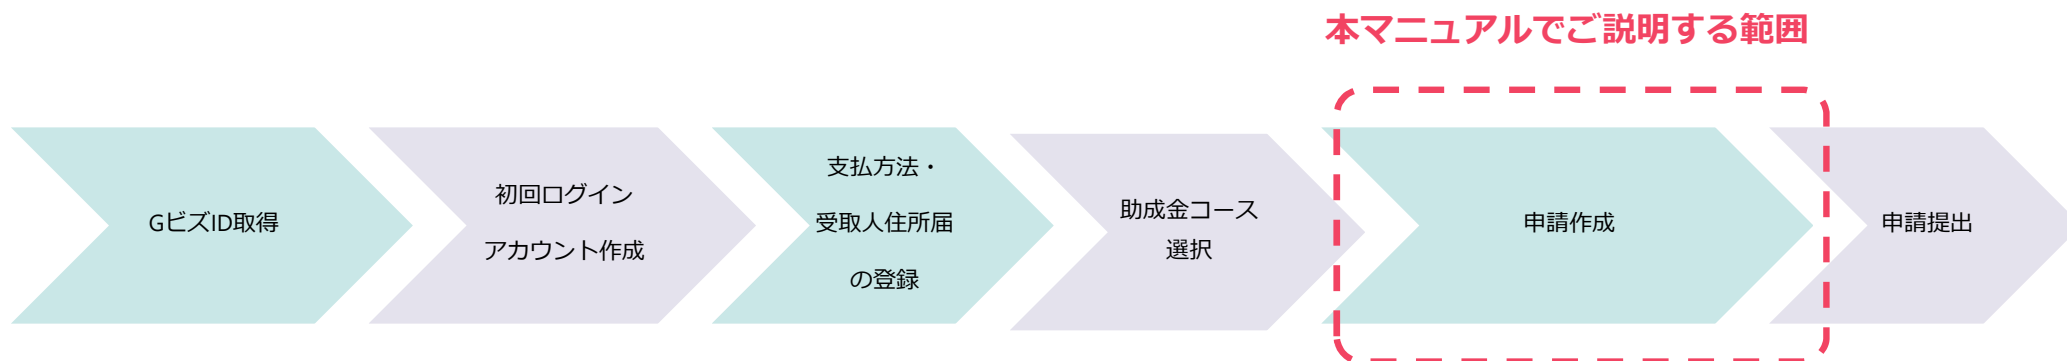 本マニュアルでご説明する範囲
GビズID取得
初回ログイン
アカウント作成
支払方法・
受取人住所届
の登録
助成金コース
選択
申請作成
申請提出